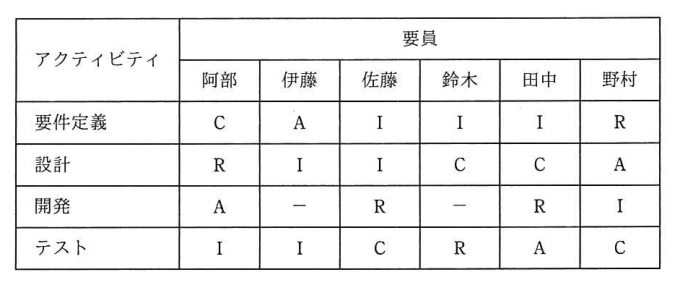 アクティビティ 要員
阿部 伊藤 佐藤 鈴木 田中 野村
要件定義 C A I I I R
設計 R I I C C A
開発 A － R － R I
テスト I I C R A C